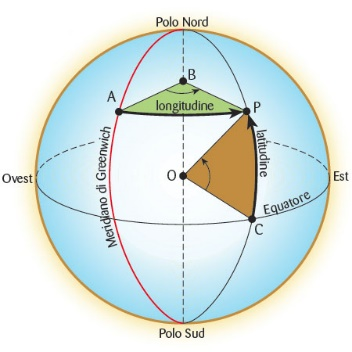 Polo Nord
B
A
longitudine
P
Meridiano di Greenwich
latitudine
Ovest
O
Est
Equatore
C
Polo Sud